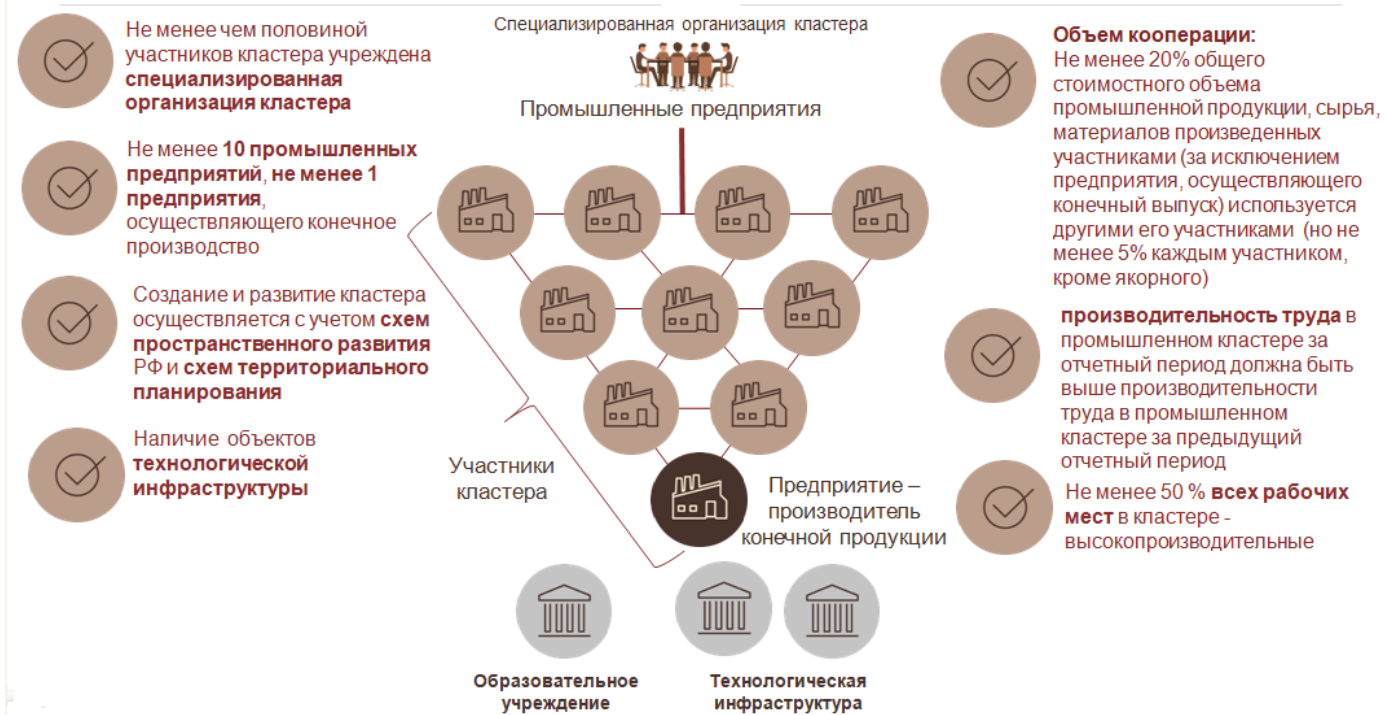 Не менее чем половиной
участников кластера учреждена
специализированная
организация кластера
Не менее 10 промышленных
предприятий, не менее 1
предприятия,
осуществляющего конечное
производство
Создание и развитие кластера
осуществляется с учетом схем
пространственного развития
РФ и схем территориального
планирования
Наличие объектов
технологической
инфраструктуры
Специализированная организация кластера
Промышленные предприятия
Участники
кластера
Предприятие –
производитель
конечной продукции
Образовательное
учреждение
Технологическая
инфраструктура
Объем кооперации:
Не менее 20% общего
стоимостного объема
промышленной продукции, сырья,
материалов произведенных
участниками (за исключением
предприятия, осуществляющего
конечный выпуск) используется
другими его участниками (но не
менее 5% каждым участником,
кроме якорного)
производительность труда в
промышленном кластере за
отчетный период должна быть
выше производительности
труда в промышленном
кластере за предыдущий
отчетный период
Не менее 50 % всех рабочих
мест в кластере -
высокопроизводительные